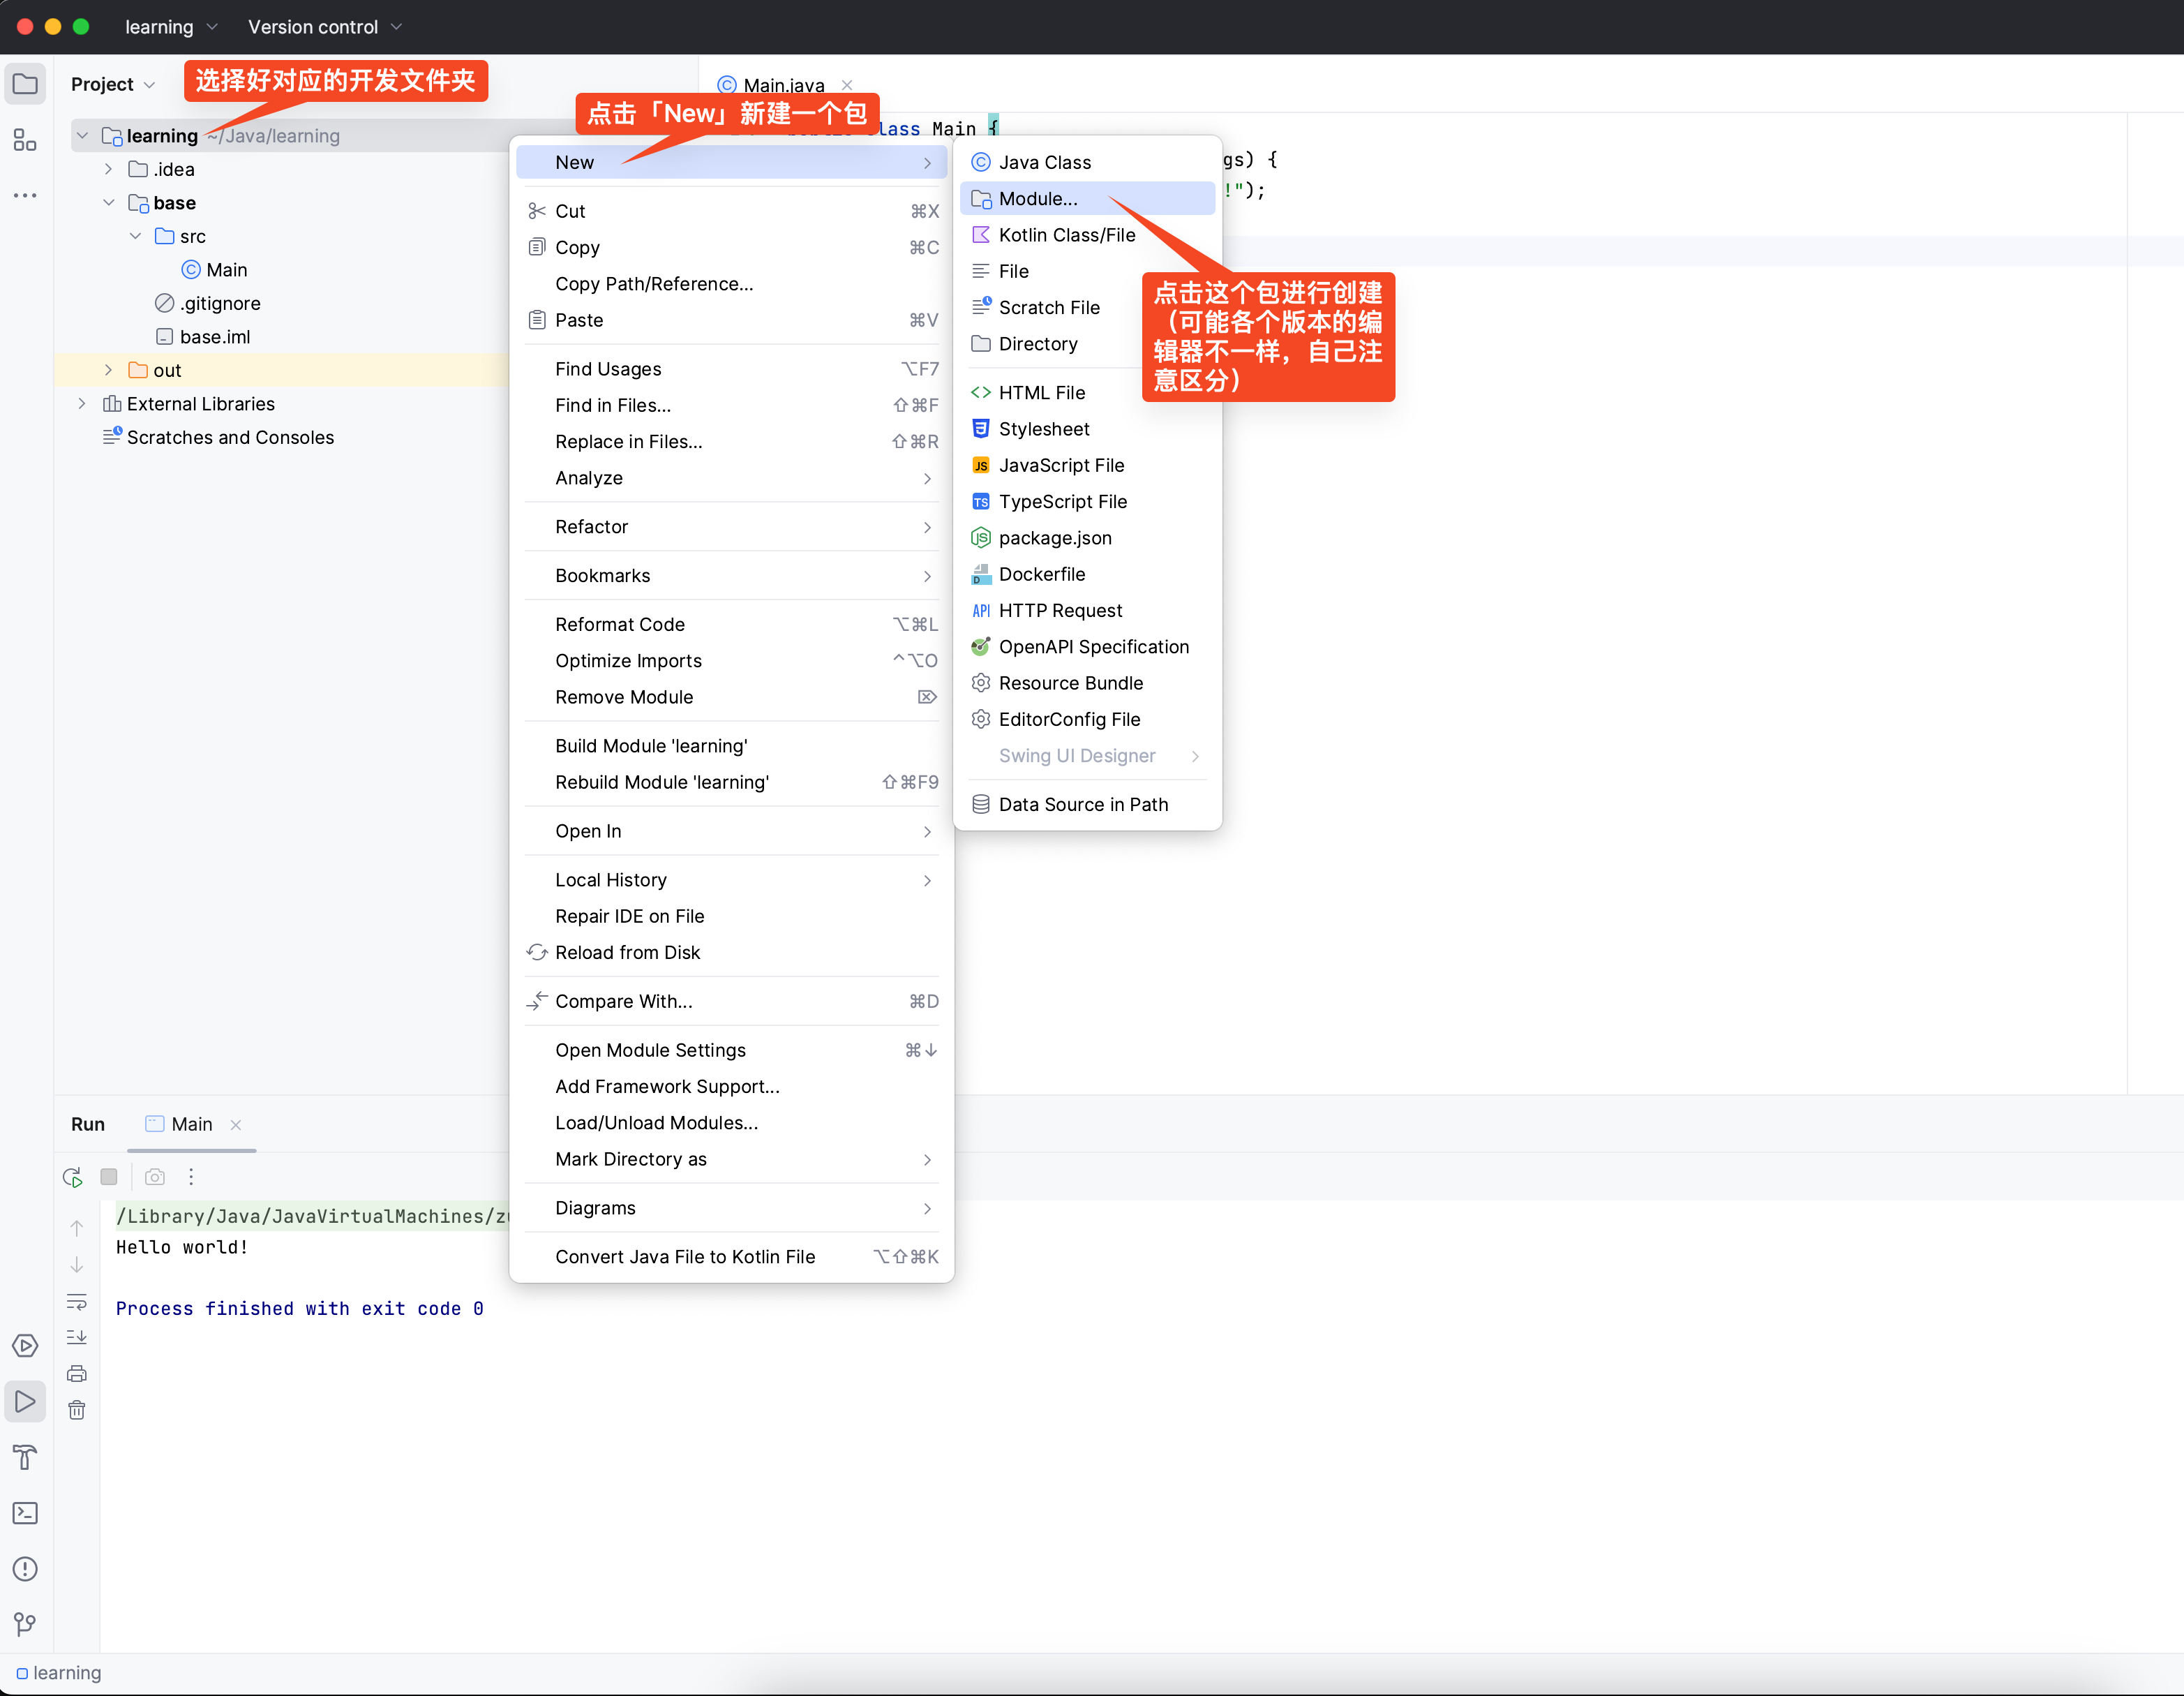 learning
Version control
Project
选择好对应的开发文件夹
Main.java
点击「New」新建一个包
learning ~/Java/learning
.idea
base
src
Main
.gitignore
base.iml
out
External Libraries
Scratches and Consoles
class Main {
gs) {
!");
New
Cut ⌘X
Copy ⌘C
Copy Path/Reference...
Paste ⌘V
Find Usages ⌥F7
Find in Files... ⇧⌘F
Replace in Files... ⇧⌘R
Analyze
Refactor
Bookmarks
Reformat Code ⌥⌘L
Optimize Imports ^⌥O
Remove Module ⌦
Build Module 'learning'
Rebuild Module 'learning' ⇧⌘F9
Open In
Local History
Repair IDE on File
Reload from Disk
Compare With... ⌘D
Open Module Settings ⌘↓
Add Framework Support...
Load/Unload Modules...
Mark Directory as
Diagrams
Convert Java File to Kotlin File ⌥⇧⌘K
Java Class
Module...
Kotlin Class/File
File
Scratch File
Directory
HTML File
Stylesheet
JavaScript File
TypeScript File
package.json
Dockerfile
API HTTP Request
OpenAPI Specification
Resource Bundle
EditorConfig File
Swing UI Designer
Data Source in Path
点击这个包进行创建
（可能各个版本的编
辑器不一样，自己注
意区分）
Run
Main
/Library/Java/JavaVirtualMachines/zu
Hello world!
Process finished with exit code 0
learning